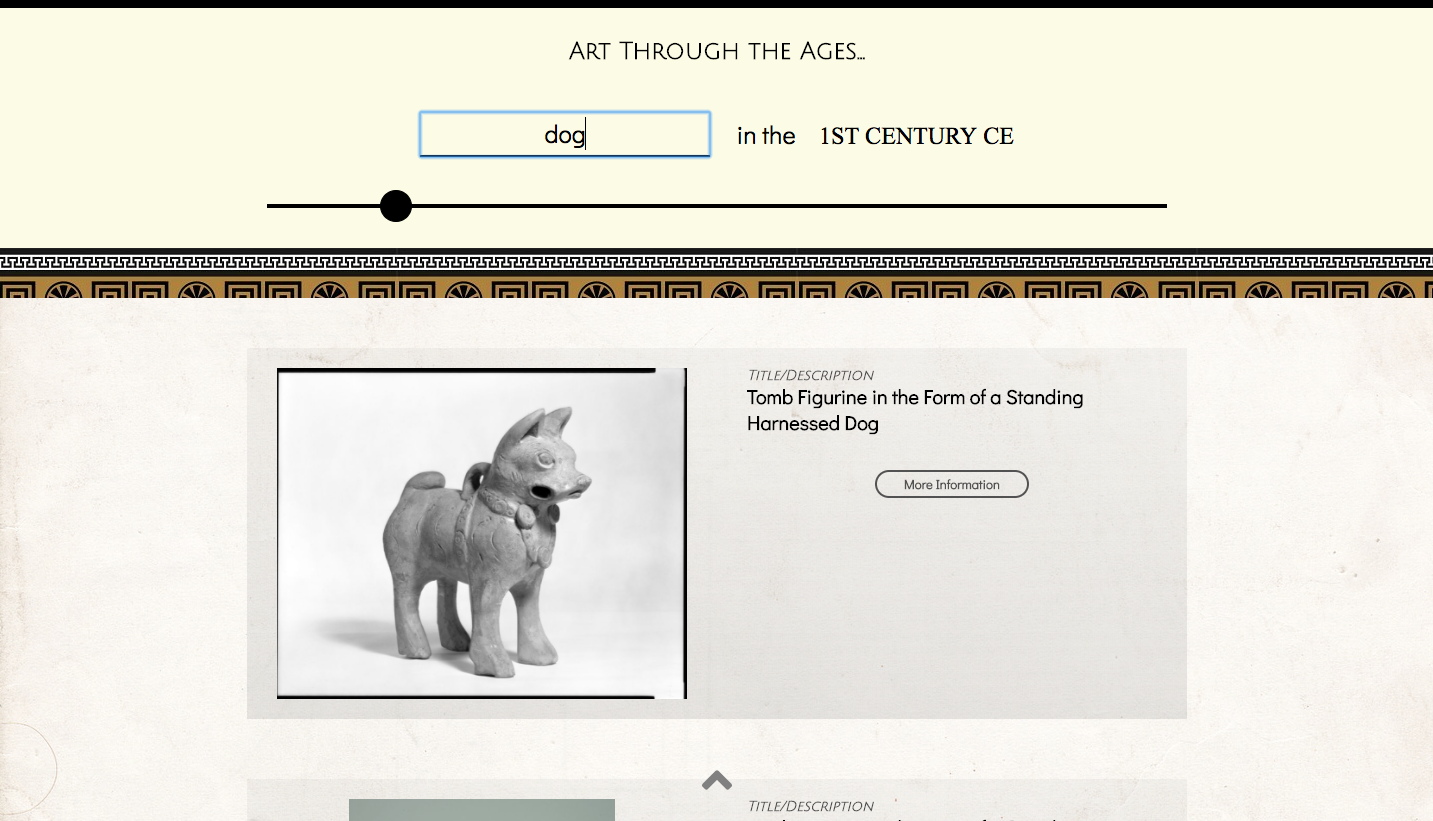 Art Through the Ages...
dog in the 1ST CENTURY CE
Title/Description
Tomb Figurine in the Form of a Standing
Harnessed Dog
More Information
Title/Description